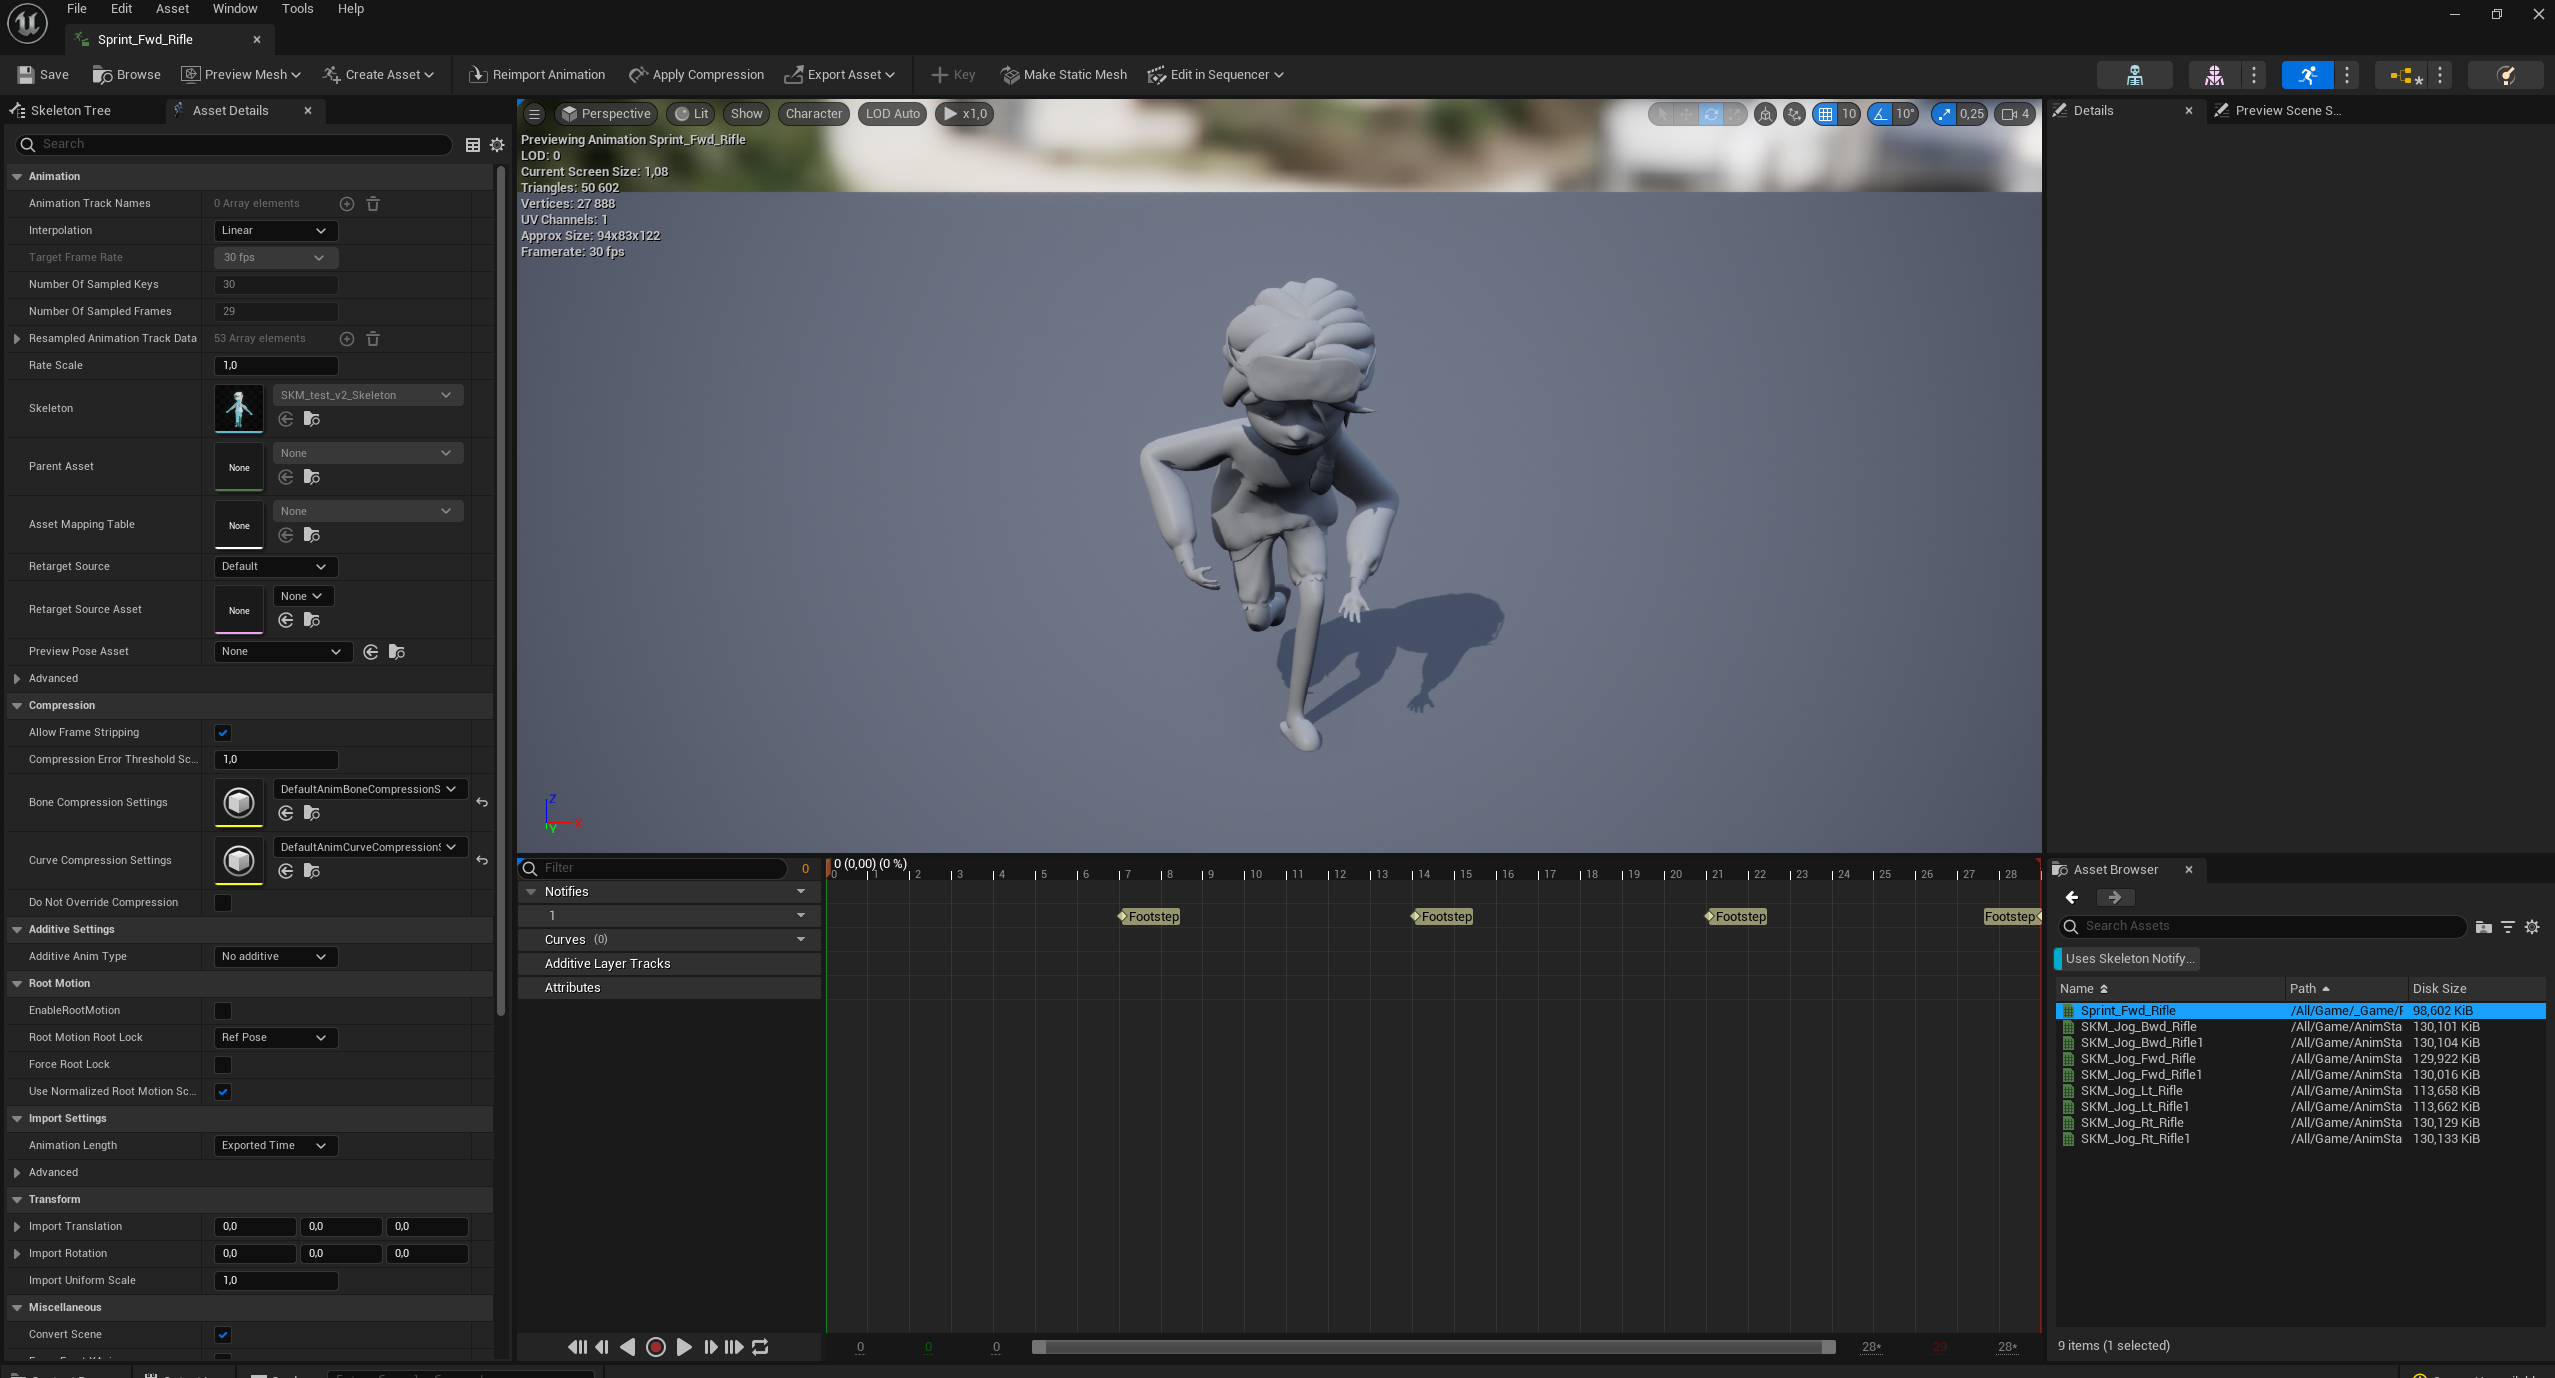 File Edit Asset Window Tools Help
Sprint_Fwd_Rifle
Save Browse Preview Mesh Create Asset Reimport Animation Apply Compression Export Asset Key Make Static Mesh Edit in Sequencer
Skeleton Tree Asset Details
Search
Animation
Animation Track Names 0 Array elements
Interpolation Linear
Target Frame Rate 30 fps
Number Of Sampled Keys 30
Number Of Sampled Frames 29
Resampled Animation Track Data 53 Array elements
Rate Scale 1,0
Skeleton SKM_test_v2_Skeleton
Parent Asset None None
Asset Mapping Table None None
Retarget Source Default
Retarget Source Asset None None
Preview Pose Asset None
Advanced
Compression
Allow Frame Stripping
Compression Error Threshold Sc... 1,0
Bone Compression Settings DefaultAnimBoneCompressionS
Curve Compression Settings DefaultAnimCurveCompressionS
Do Not Override Compression
Additive Settings
Additive Anim Type No additive
Root Motion
EnableRootMotion
Root Motion Root Lock Ref Pose
Force Root Lock
Use Normalized Root Motion Sc...
Import Settings
Animation Length Exported Time
Advanced
Transform
Import Translation 0,0 0,0 0,0
Import Rotation 0,0 0,0 0,0
Import Uniform Scale 1,0
Miscellaneous
Convert Scene
Perspective Lit Show Character LOD Auto x1,0 10 10° 0,25 4
Previewing Animation Sprint_Fwd_Rifle
LOD: 0
Current Screen Size: 1,08
Triangles: 50 602
Vertices: 27 888
UV Channels: 1
Approx Size: 94x83x122
Framerate: 30 fps
Z
X
Y
Filter 0
0 (0,00) (0 %)
0 1 2 3 4 5 6 7 8 9 10 11 12 13 14 15 16 17 18 19 20 21 22 23 24 25 26 27 28
Notifies
1 Footstep Footstep Footstep Footstep
Curves (0)
Additive Layer Tracks
Attributes
0 0 0 28* 29 28*
Details Preview Scene S...
Asset Browser
Search Assets
Uses Skeleton Notify...
Name Path Disk Size
Sprint_Fwd_Rifle /All/Game/_Game/F 98,602 KiB
SKM_Jog_Bwd_Rifle /All/Game/AnimSta 130,101 KiB
SKM_Jog_Bwd_Rifle1 /All/Game/AnimSta 130,104 KiB
SKM_Jog_Fwd_Rifle /All/Game/AnimSta 129,922 KiB
SKM_Jog_Fwd_Rifle1 /All/Game/AnimSta 130,016 KiB
SKM_Jog_Lt_Rifle /All/Game/AnimSta 113,658 KiB
SKM_Jog_Lt_Rifle1 /All/Game/AnimSta 113,662 KiB
SKM_Jog_Rt_Rifle /All/Game/AnimSta 130,129 KiB
SKM_Jog_Rt_Rifle1 /All/Game/AnimSta 130,133 KiB
9 items (1 selected)